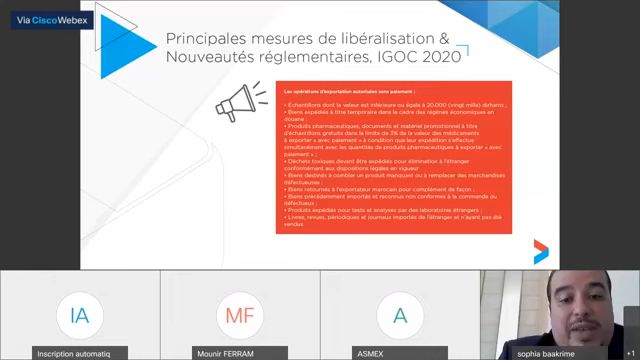 Via CiscoWebex
Principales mesures de libéralisation &
Nouveautés réglementaires, IGOC 2020
Les opérations d'exportation autorisées sans paiement :
• Échantillons dont la valeur est inférieure ou égale à 20.000 (vingt mille) dirhams ;
• Biens expédiés à titre temporaire dans le cadre des régimes économiques en
douane ;
• Produits pharmaceutiques, documents et matériel promotionnel à titre
d'échantillons gratuits dans la limite de 3% de la valeur des médicaments
à exporter « avec paiement » à condition que leur expédition s'effectue
simultanément avec les quantités de produits pharmaceutiques à exporter « avec
paiement » ;
• Déchets toxiques devant être expédiés pour élimination à l'étranger
conformément aux dispositions légales en vigueur
• Biens destinés à combler un produit manquant ou à remplacer des marchandises
défectueuses ;
• Biens retournés à l'exportateur marocain pour complément de façon ;
• Biens précédemment importés et reconnus non conformes à la commande ou
défectueux ;
• Produits expédiés pour tests et analyses par des laboratoires étrangers ;
• Livres, revues, périodiques et journaux importés de l'étranger et n'ayant pas été
vendus
IA
MF
A
Inscription automatiq
Mounir FERRAM
ASMEX
sophia baakrime
+1